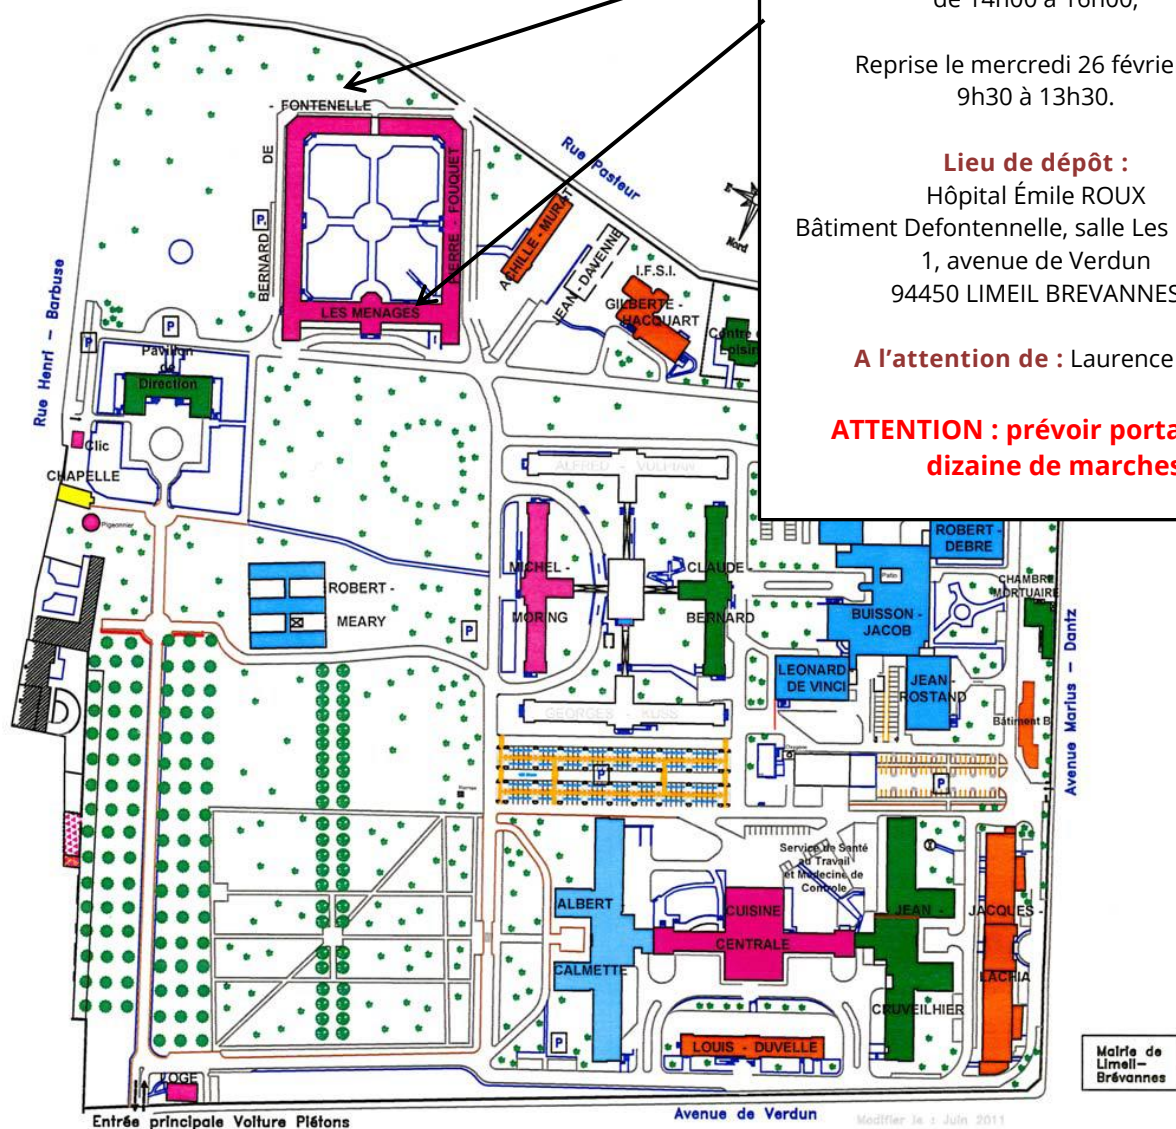 de 14h00 à 16h00,
Reprise le mercredi 26 févrie
9h30 à 13h30.
Lieu de dépôt :
Hôpital Émile ROUX
Bâtiment Defontennelle, salle Les
1, avenue de Verdun
94450 LIMEIL BREVANNES
A l’attention de : Laurence
ATTENTION : prévoir porta
dizaine de marches
- FONTENELLE
DE
BERNARD -
P
PIERRE - FOUQUET
LES MENAGES
Rue Pasteur
Nord
ACHILLE - MURAT
JEAN - DAVENNE
I.F.S.I.
GILBERTE -
HACQUART
Centre
Loisir
Rue Henri - Barbuse
P
P
Pavillon
de
Direction
Clic
CHAPELLE
Pigeonnier
ALFRED - VULPIAN
MICHEL -
MORING
CLAUDE -
BERNARD
ROBERT -
MEARY
P
GEORGES - KUSS
P
ROBERT -
DEBRE
Patio
BUISSON -
JACOB
CHAMBRE
MORTUAIRE
LEONARD -
DE VINCI
JEAN -
ROSTAND
Bâtiment B
Avenue Marius - Dantz
P
Service de Santé
au Travail
et Médecine de
Controle
ALBERT -
CALMETTE
CUISINE
CENTRALE
JEAN -
CRUVEILHIER
JACQUES -
LACHIA
P
LOUIS - DUVELLE
LOGE
Entrée principale Voiture Piétons
Avenue de Verdun
Modifier le : Juin 2011
Mairie de
Limeil-
Brévannes